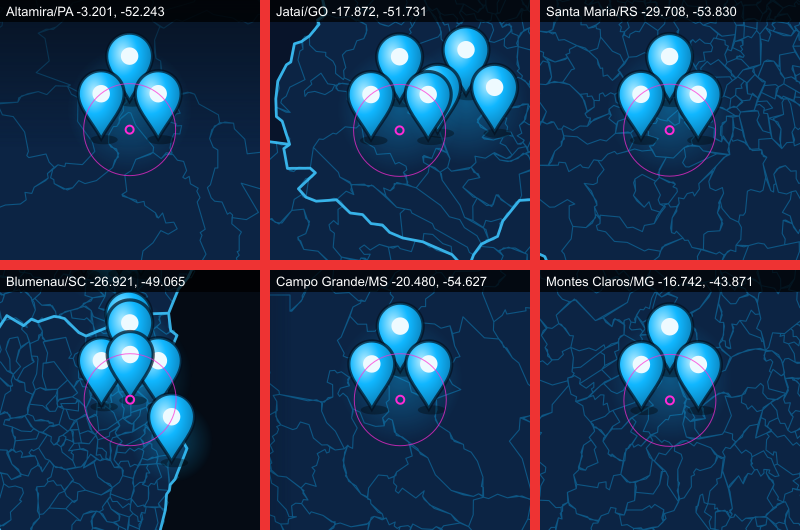 Altamira/PA -3.201, -52.243
Jataí/GO -17.872, -51.731
Santa Maria/RS -29.708, -53.830
Blumenau/SC -26.921, -49.065
Campo Grande/MS -20.480, -54.627
Montes Claros/MG -16.742, -43.871